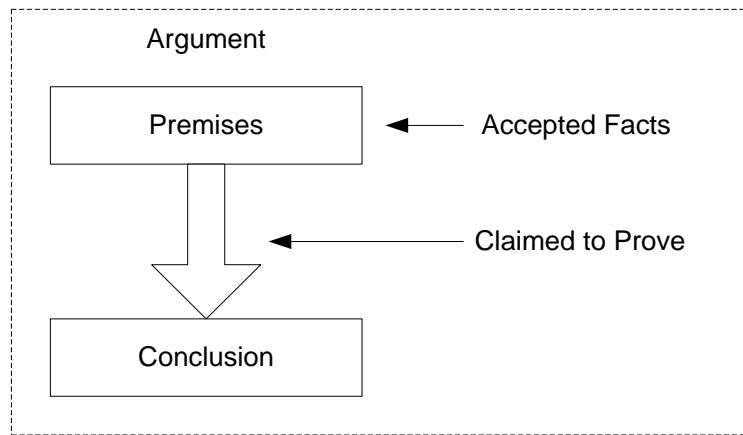 Argument
Premises
Accepted Facts
Claimed to Prove
Conclusion